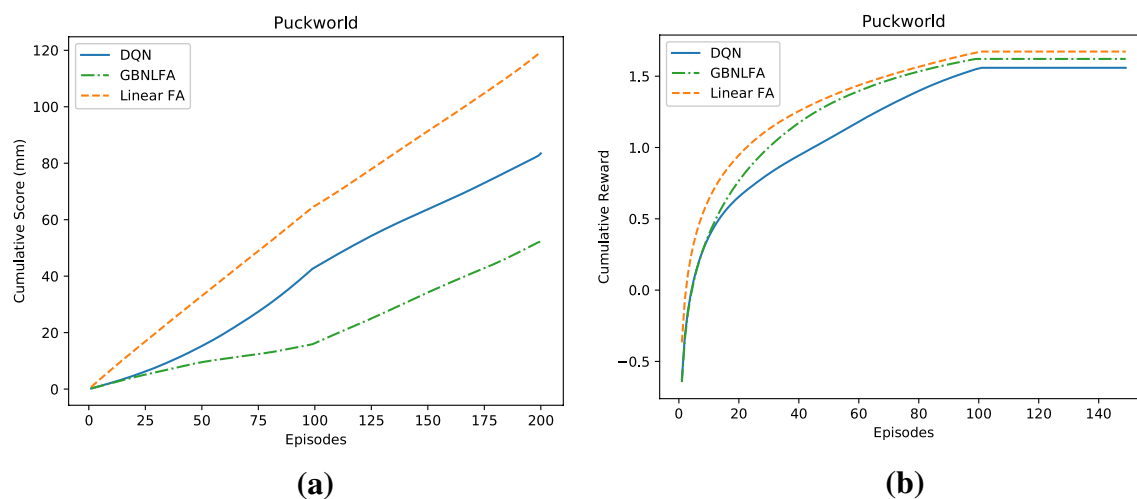 Puckworld
DQN
GBNLFA
Linear FA
Cumulative Score (mm)
120
100
80
60
40
20
0
0 25 50 75 100 125 150 175 200
Episodes
(a)
Puckworld
DQN
GBNLFA
Linear FA
Cumulative Reward
1.5
1.0
0.5
0.0
−0.5
0 20 40 60 80 100 120 140
Episodes
(b)